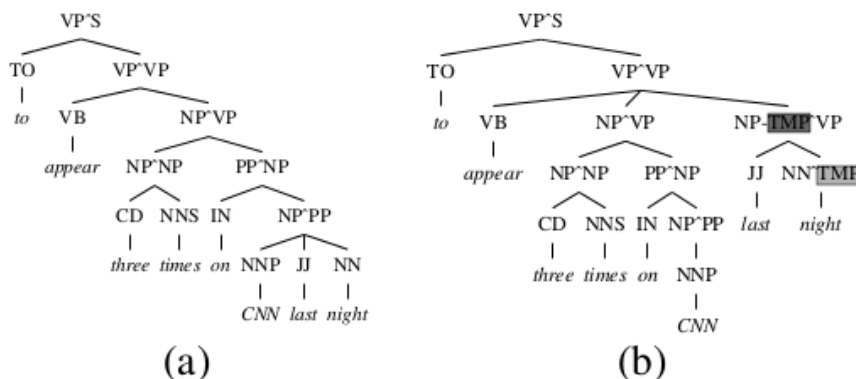 VP^S VP^S
TO VP^VP TO VP^VP
to VB NP^VP to VB NP^VP NP-TMP^VP
appear NP^NP PP^NP appear NP^NP PP^NP JJ NN^TMP
CD NNS IN NP^PP CD NNS IN NP^PP last night
three times on NNP JJ NN three times on NNP
CNN last night CNN
(a) (b)